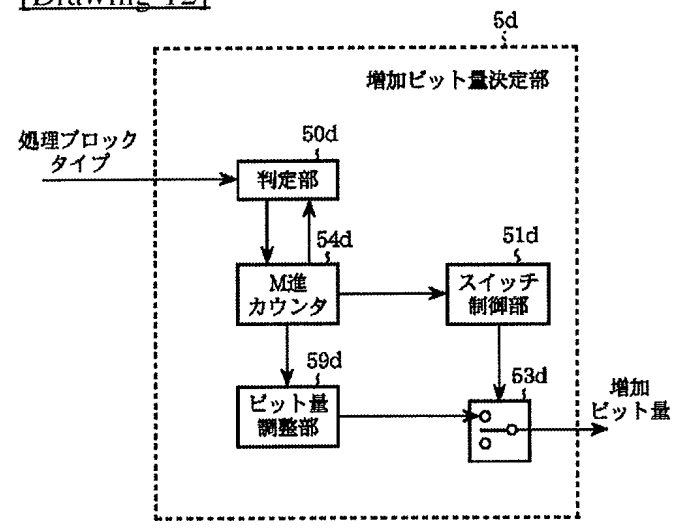 [Drawing 12]
5d
増加ビット量決定部
処理ブロック
タイプ
50d
判定部
54d
M進
カウンタ
51d
スイッチ
制御部
59d
ビット量
調整部
53d
増加
ビット量